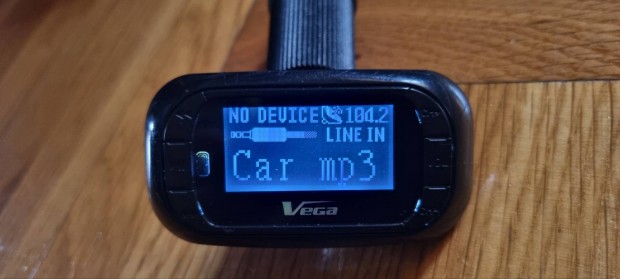 NO DEVICE 104.2
LINE IN
Car mp3
VEGA